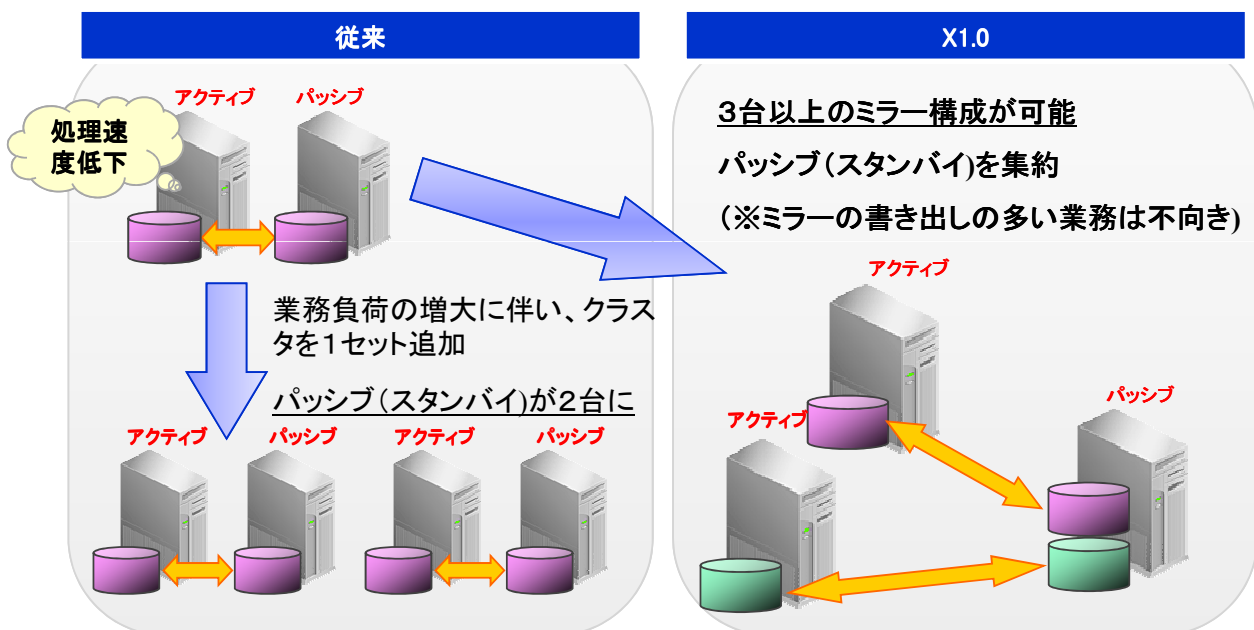 従来
アクティブ
パッシブ
処理速
度低下
業務負荷の増大に伴い、クラス
タを１セット追加
パッシブ（スタンバイ）が２台に
アクティブ
パッシブ
アクティブ
パッシブ
X1.0
３台以上のミラー構成が可能
パッシブ（スタンバイ）を集約
（※ミラーの書き出しの多い業務は不向き）
アクティブ
アクティブ
パッシブ